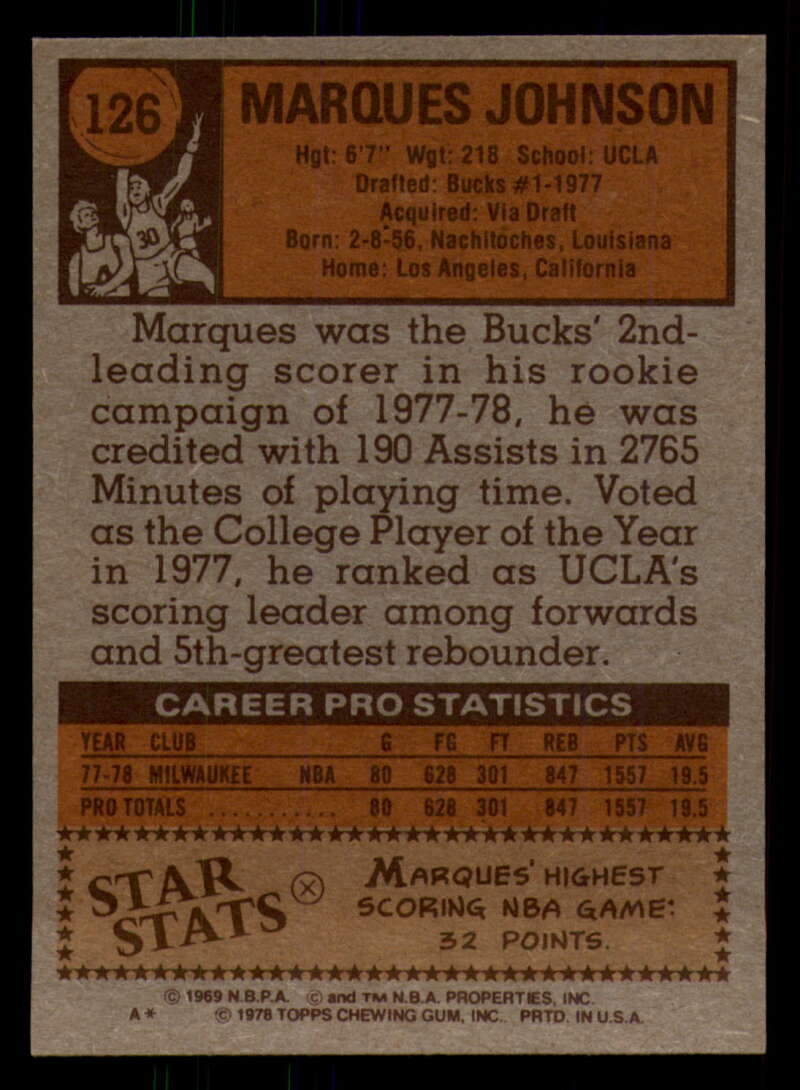 126
30
MARQUES JOHNSON
Hgt: 6'7" Wgt: 218 School: UCLA
Drafted: Bucks #1-1977
Acquired: Via Draft
Born: 2-8-56, Nachitoches, Louisiana
Home: Los Angeles, California
Marques was the Bucks' 2nd-
leading scorer in his rookie
campaign of 1977-78, he was
credited with 190 Assists in 2765
Minutes of playing time. Voted
as the College Player of the Year
in 1977, he ranked as UCLA's
scoring leader among forwards
and 5th-greatest rebounder.
CAREER PRO STATISTICS
YEAR CLUB G FG FT REB PTS AVG
77-78 MILWAUKEE NBA 80 628 301 847 1557 19.5
PRO TOTALS ........... 80 628 301 847 1557 19.5
STAR
STATS
MARQUES' HIGHEST
SCORING NBA GAME:
32 POINTS.
© 1969 N.B.P.A. © and TM N.B.A. PROPERTIES, INC.
A* © 1978 TOPPS CHEWING GUM, INC.. PRTD. IN U.S.A.